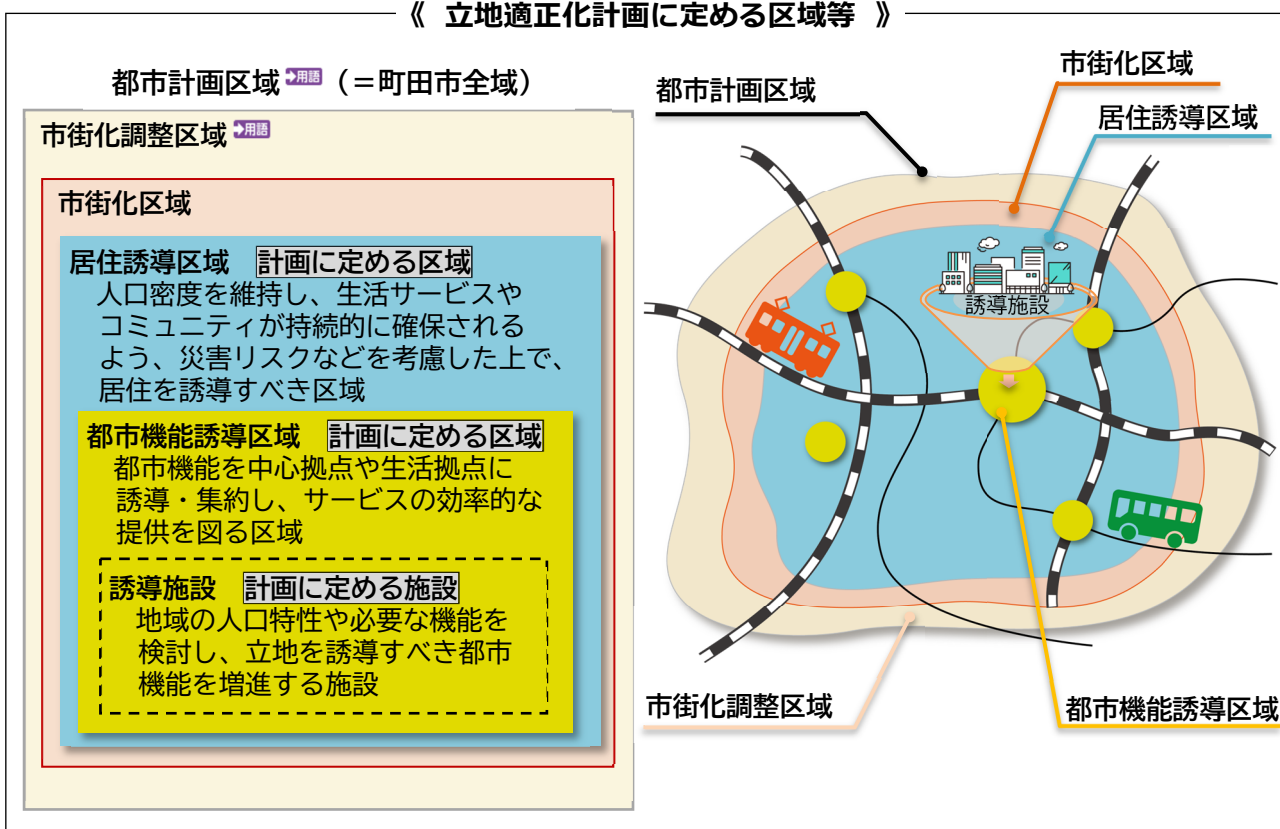 《 立地適正化計画に定める区域等 》
都市計画区域 ➔用語 （＝町田市全域）
市街化調整区域 ➔用語
市街化区域
居住誘導区域 計画に定める区域
人口密度を維持し、生活サービスや
コミュニティが持続的に確保される
よう、災害リスクなどを考慮した上で、
居住を誘導すべき区域
都市機能誘導区域 計画に定める区域
都市機能を中心拠点や生活拠点に
誘導・集約し、サービスの効率的な
提供を図る区域
誘導施設 計画に定める施設
地域の人口特性や必要な機能を
検討し、立地を誘導すべき都市
機能を増進する施設
市街化区域
都市計画区域
居住誘導区域
誘導施設
市街化調整区域
都市機能誘導区域